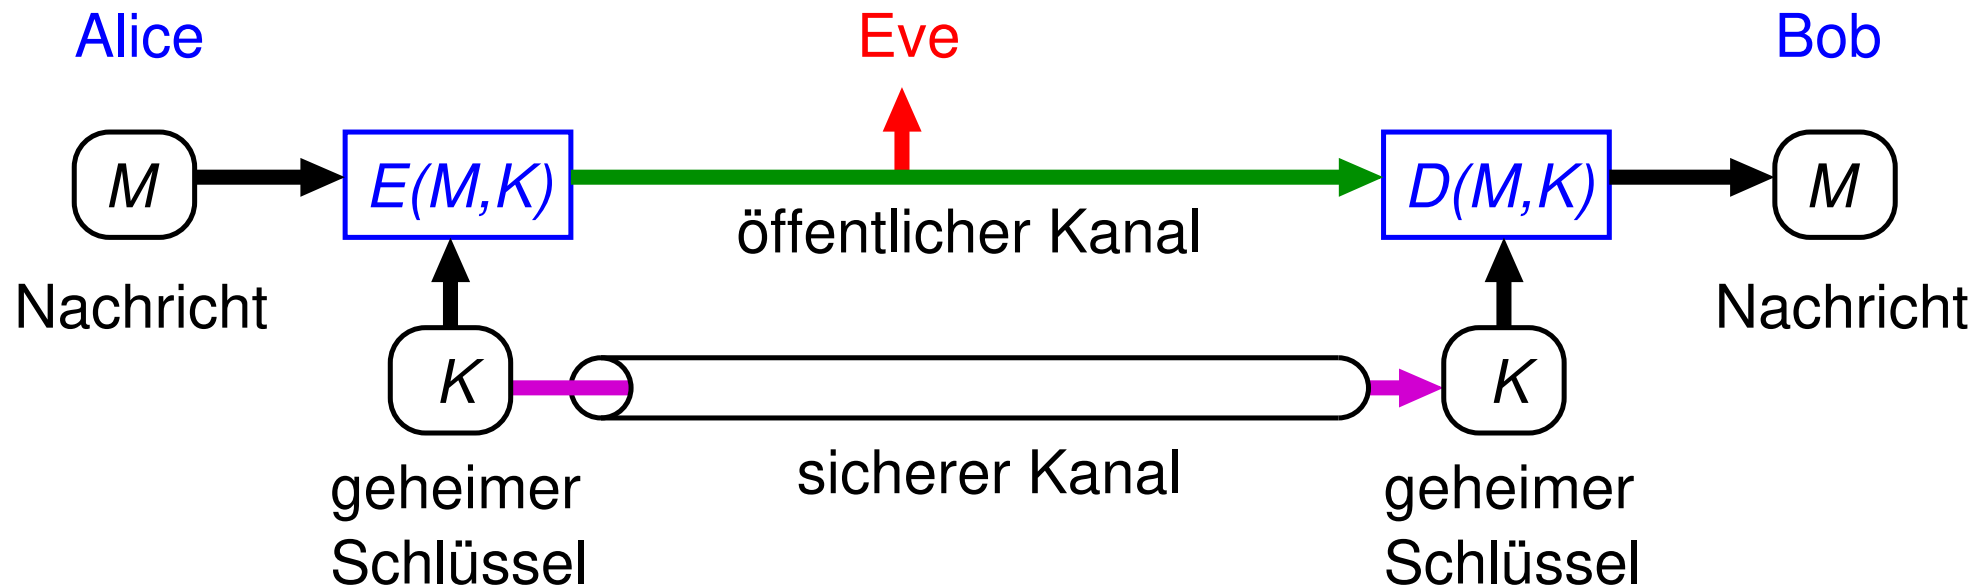 Alice
Eve
Bob
M
E(M,K)
D(M,K)
M
öffentlicher Kanal
Nachricht
Nachricht
K
K
sicherer Kanal
geheimer
Schlüssel
geheimer
Schlüssel